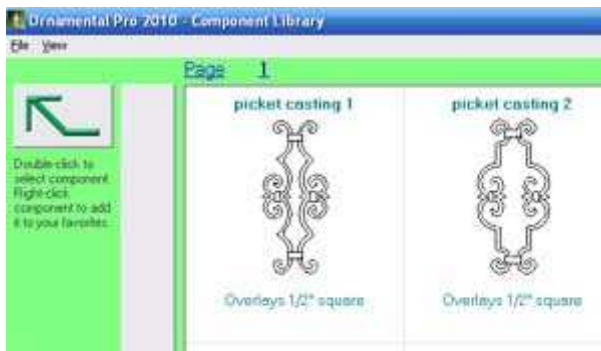 Ornamental Pro 2010 - Component Library
File View
Page 1
picket casting 1
picket casting 2
Double-click to
select component.
Right-click
component to add
it to your favorites.
Overlays 1/2" square
Overlays 1/2" square